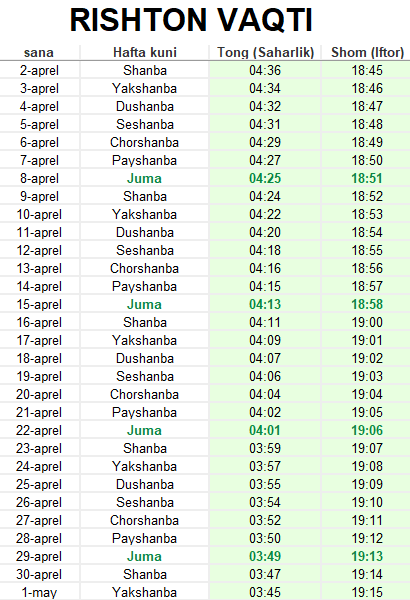 RISHTON VAQTI
sana Hafta kuni Tong (Saharlik) Shom (Iftor)
2-aprel Shanba 04:36 18:45
3-aprel Yakshanba 04:34 18:46
4-aprel Dushanba 04:32 18:47
5-aprel Seshanba 04:31 18:48
6-aprel Chorshanba 04:29 18:49
7-aprel Payshanba 04:27 18:50
8-aprel Juma 04:25 18:51
9-aprel Shanba 04:24 18:52
10-aprel Yakshanba 04:22 18:53
11-aprel Dushanba 04:20 18:54
12-aprel Seshanba 04:18 18:55
13-aprel Chorshanba 04:16 18:56
14-aprel Payshanba 04:15 18:57
15-aprel Juma 04:13 18:58
16-aprel Shanba 04:11 19:00
17-aprel Yakshanba 04:09 19:01
18-aprel Dushanba 04:07 19:02
19-aprel Seshanba 04:06 19:03
20-aprel Chorshanba 04:04 19:04
21-aprel Payshanba 04:02 19:05
22-aprel Juma 04:01 19:06
23-aprel Shanba 03:59 19:07
24-aprel Yakshanba 03:57 19:08
25-aprel Dushanba 03:55 19:09
26-aprel Seshanba 03:54 19:10
27-aprel Chorshanba 03:52 19:11
28-aprel Payshanba 03:50 19:12
29-aprel Juma 03:49 19:13
30-aprel Shanba 03:47 19:14
1-may Yakshanba 03:45 19:15